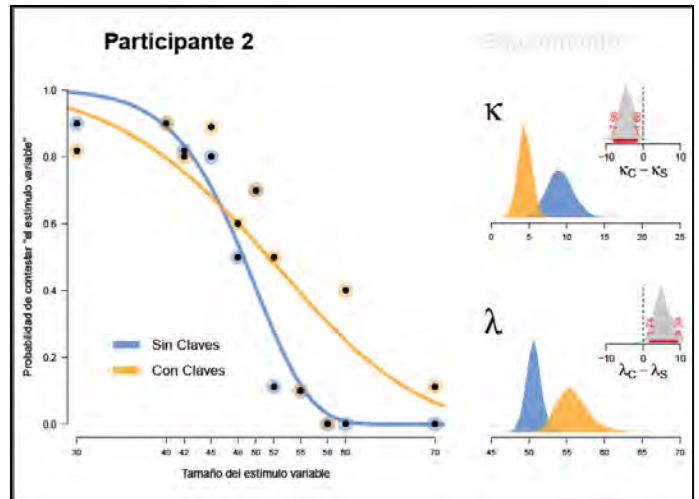 Participante 2
Probabilidad de contestar "el estímulo variable"
1.0
0.8
0.6
0.4
0.2
0.0
Sin Claves
Con Claves
30 40 42 45 48 50 52 55 58 60 70
Tamaño del estímulo variable
κ
-10 0 10
κC − κS
0 5 10 15 20 25
λ
-10 0 10
λC − λS
45 50 55 60 65 70